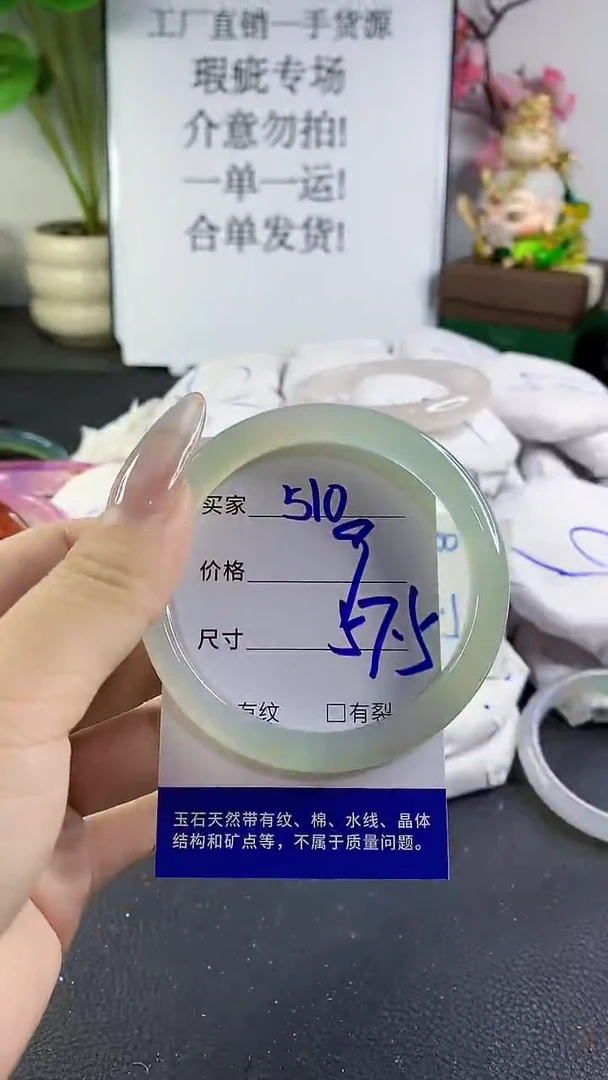 工厂直销一手货源
瑕疵专场
介意勿拍!
一单一运!
合单发货!
买家 510
价格
尺寸 57.5
有纹 □有裂
玉石天然带有纹、棉、水线、晶体
结构和矿点等，不属于质量问题。